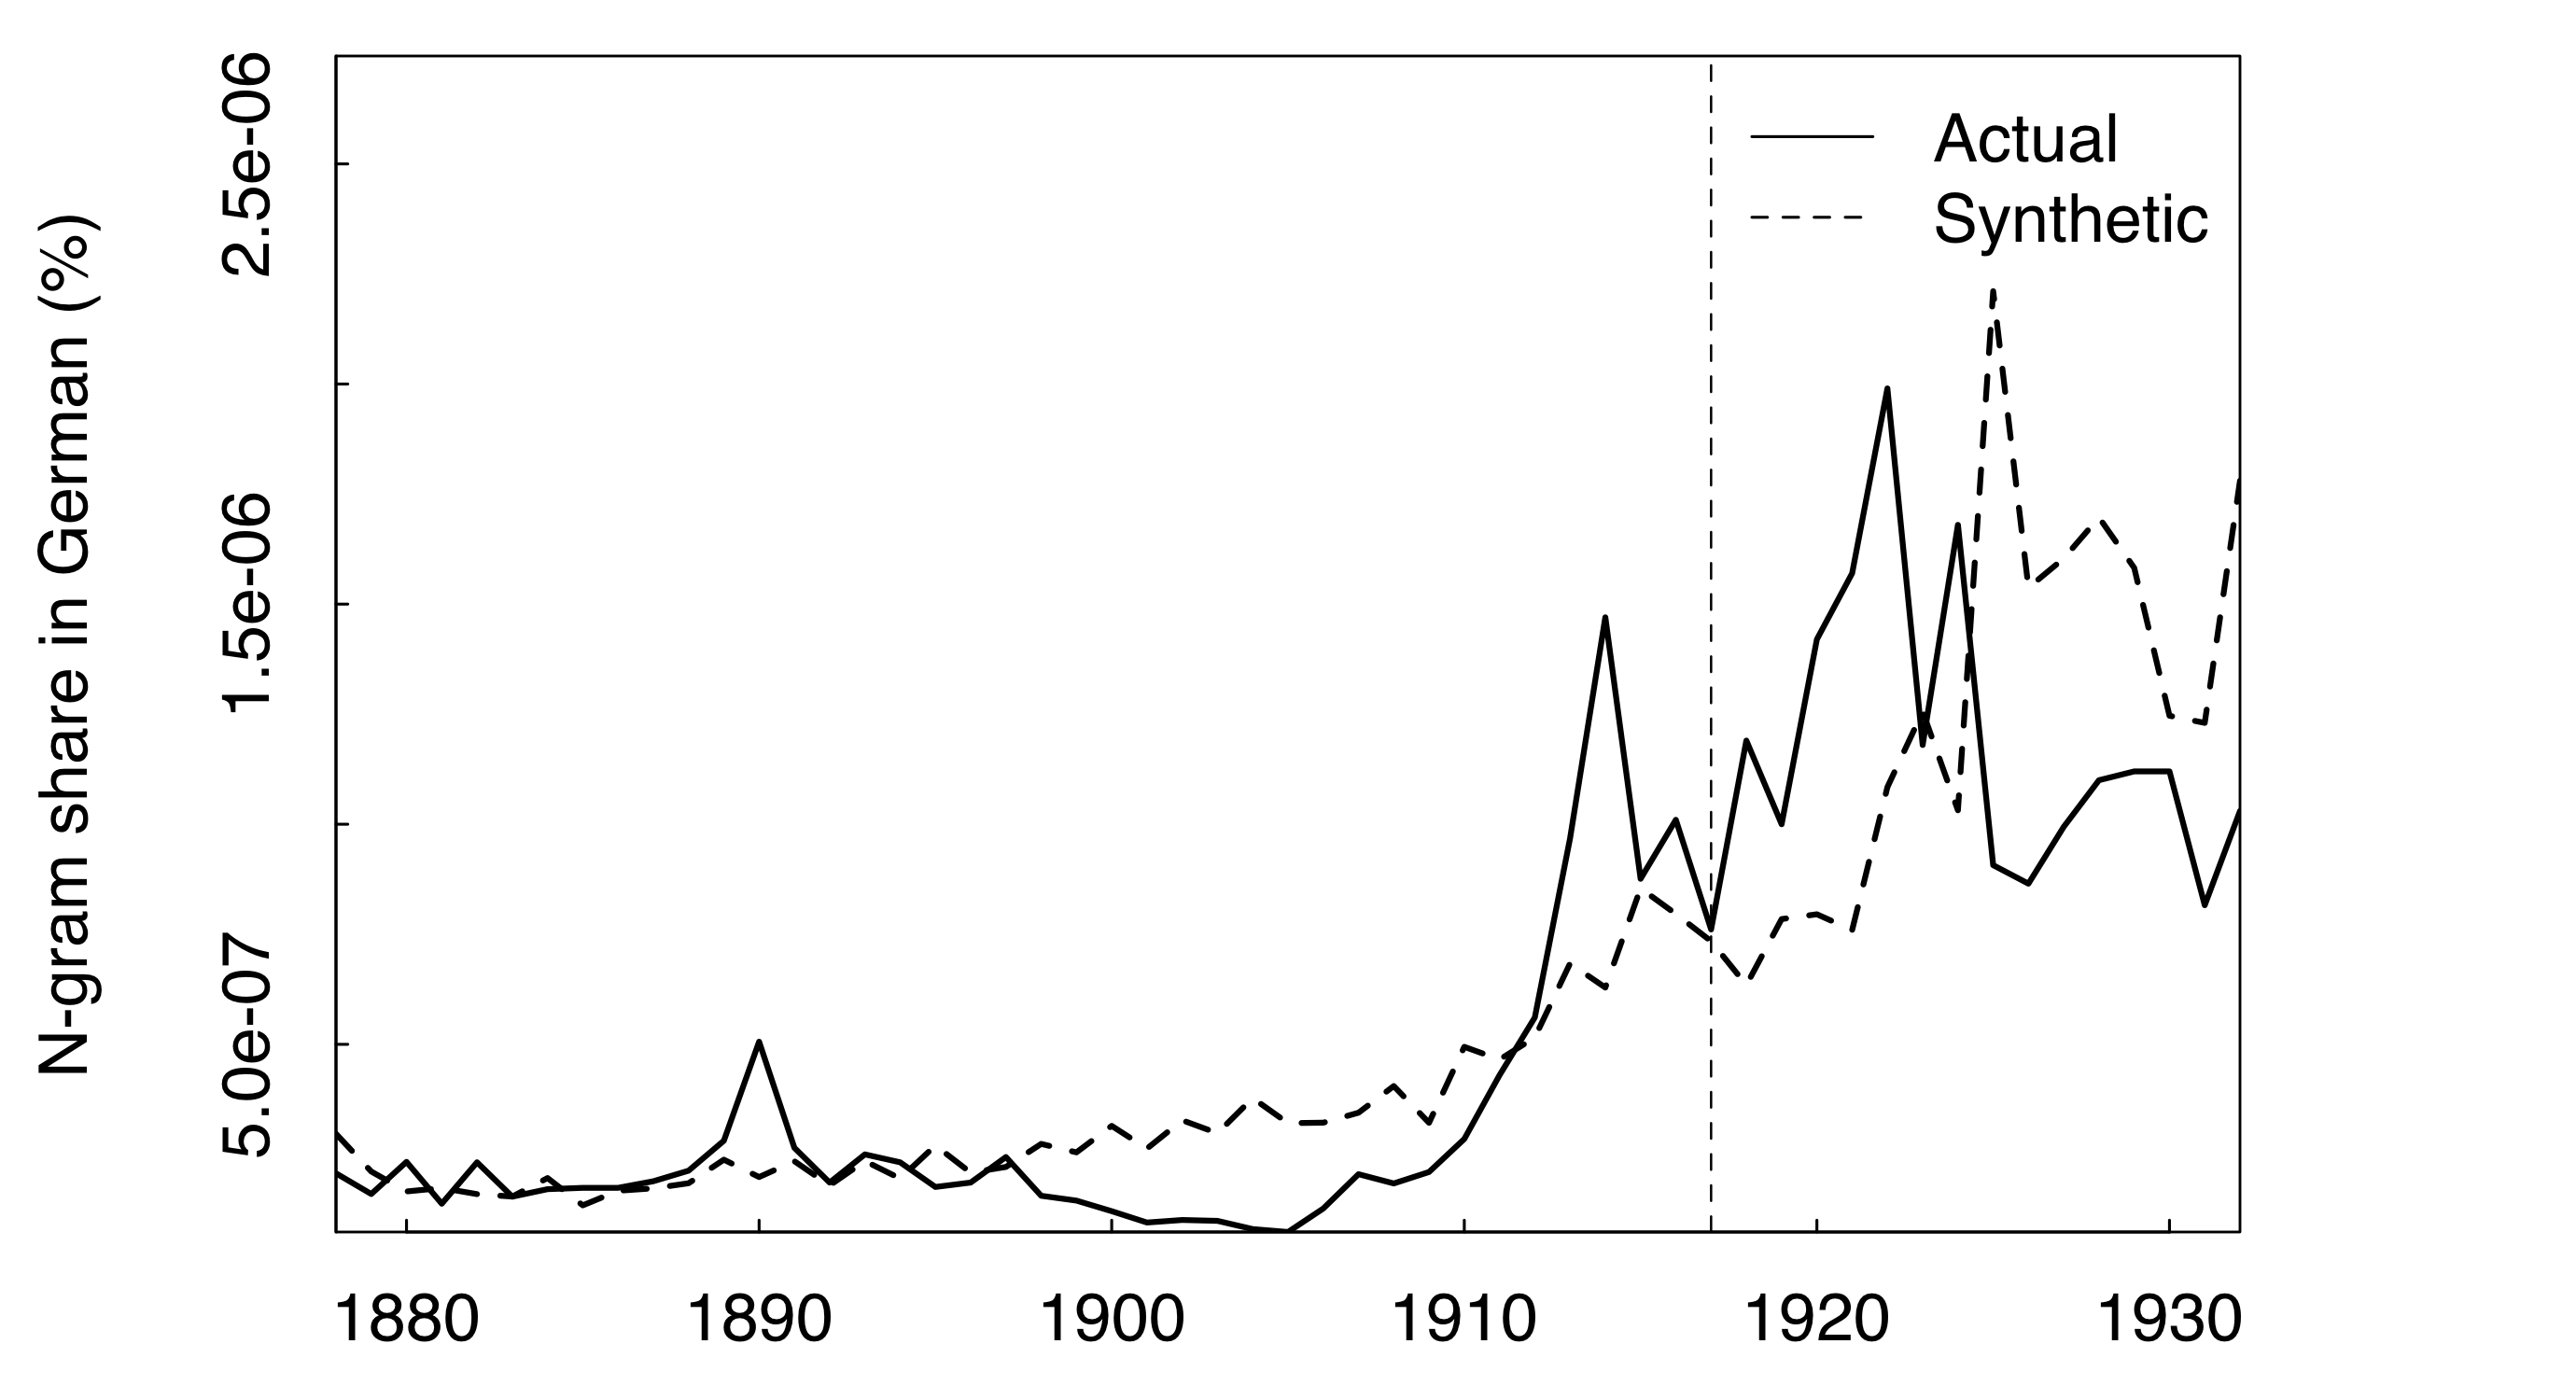 N-gram share in German (%)
2.5e-06
1.5e-06
5.0e-07
Actual
Synthetic
1880 1890 1900 1910 1920 1930